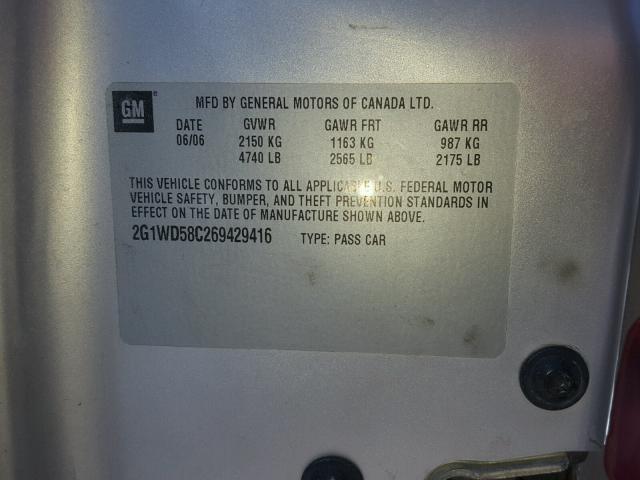 GM
MFD BY GENERAL MOTORS OF CANADA LTD.
DATE GVWR GAWR FRT GAWR RR
06/06 2150 KG 1163 KG 987 KG
4740 LB 2565 LB 2175 LB
THIS VEHICLE CONFORMS TO ALL APPLICABLE U.S. FEDERAL MOTOR
VEHICLE SAFETY, BUMPER, AND THEFT PREVENTION STANDARDS IN
EFFECT ON THE DATE OF MANUFACTURE SHOWN ABOVE.
2G1WD58C269429416 TYPE: PASS CAR